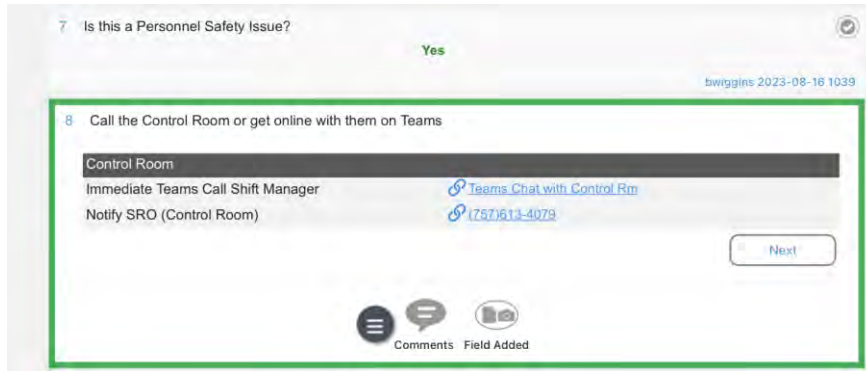 7 Is this a Personnel Safety Issue?
Yes
bwiggins 2023-08-16 1039
8 Call the Control Room or get online with them on Teams
Control Room
Immediate Teams Call Shift Manager Teams Chat with Control Rm
Notify SRO (Control Room) (757)613-4079
Next
Comments Field Added